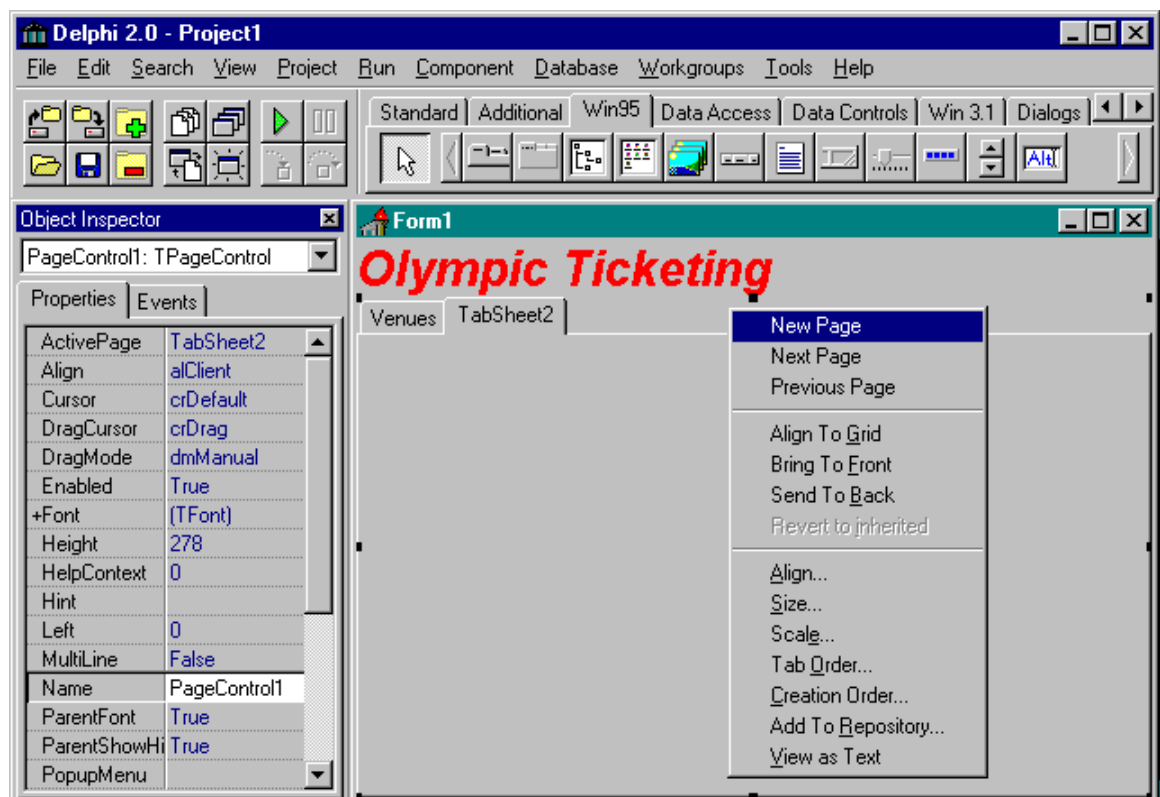 Delphi 2.0 - Project1
File Edit Search View Project Run Component Database Workgroups Tools Help
Standard Additional Win95 Data Access Data Controls Win 3.1 Dialogs
AbI
Object Inspector
PageControl1: TPageControl
Properties Events
ActivePage TabSheet2
Align alClient
Cursor crDefault
DragCursor crDrag
DragMode dmManual
Enabled True
+Font (TFont)
Height 278
HelpContext 0
Hint
Left 0
MultiLine False
Name PageControl1
ParentFont True
ParentShowHi True
PopupMenu
Form1
Olympic Ticketing
Venues TabSheet2
New Page
Next Page
Previous Page
Align To Grid
Bring To Front
Send To Back
Revert to inherited
Align...
Size...
Scale...
Tab Order...
Creation Order...
Add To Repository...
View as Text